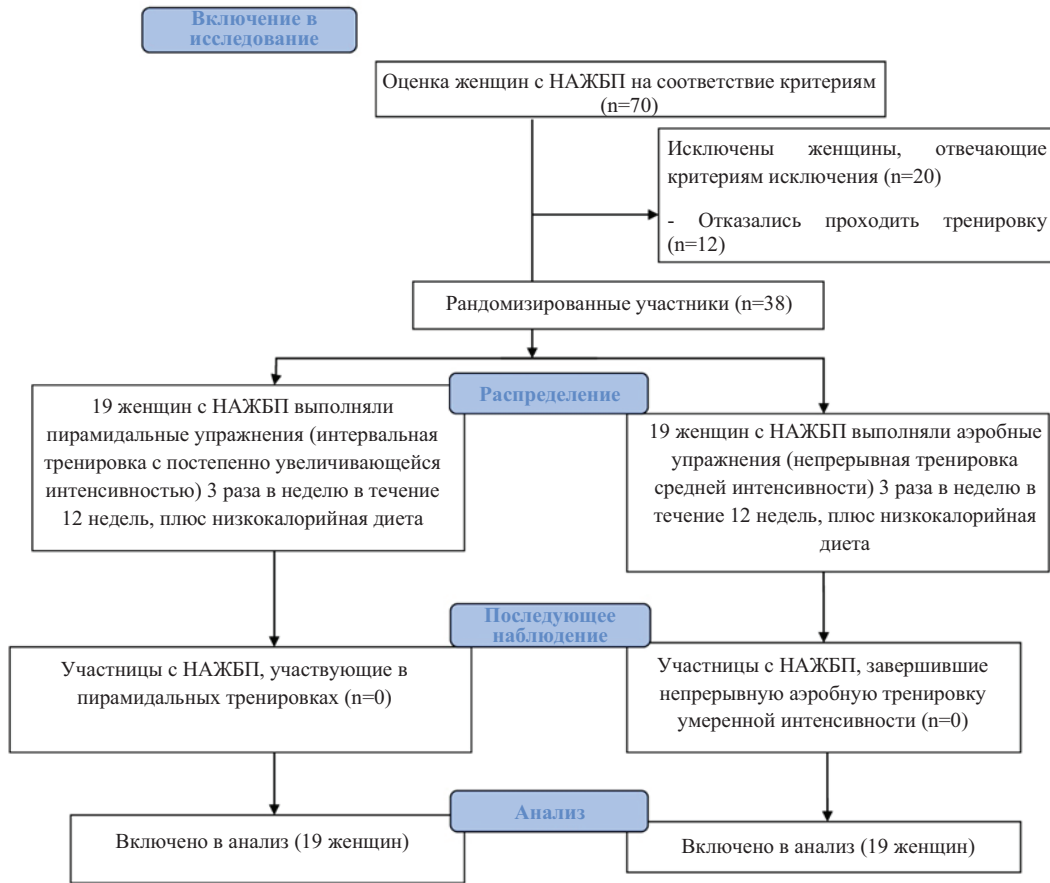 Включение в
исследование
Оценка женщин с НАЖБП на соответствие критериям
(n=70)
Исключены женщины, отвечающие
критериям исключения (n=20)
- Отказались проходить тренировку
(n=12)
Рандомизированные участники (n=38)
Распределение
19 женщин с НАЖБП выполняли
пирамидальные упражнения (интервальная
тренировка с постепенно увеличивающейся
интенсивностью) 3 раза в неделю в течение
12 недель, плюс низкокалорийная диета
19 женщин с НАЖБП выполняли аэробные
упражнения (непрерывная тренировка
средней интенсивности) 3 раза в неделю в
течение 12 недель, плюс низкокалорийная
диета
Последующее
наблюдение
Участницы с НАЖБП, участвующие в
пирамидальных тренировках (n=0)
Участницы с НАЖБП, завершившие
непрерывную аэробную тренировку
умеренной интенсивности (n=0)
Анализ
Включено в анализ (19 женщин)
Включено в анализ (19 женщин)